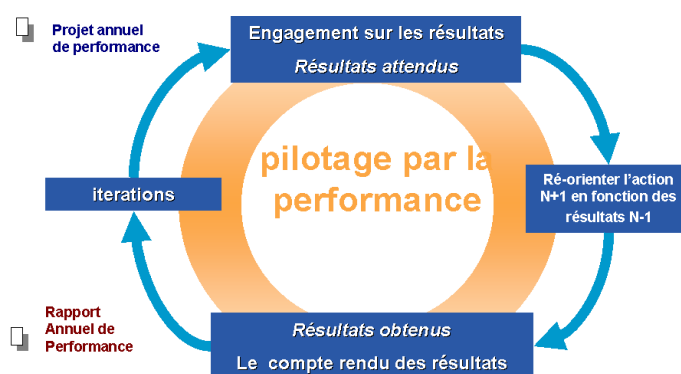 Projet annuel
de performance
Engagement sur les résultats
Résultats attendus
pilotage par la
performance
iterations
Ré-orienter l'action
N+1 en fonction des
résultats N-1
Rapport
Annuel de
Performance
Résultats obtenus
Le compte rendu des résultats